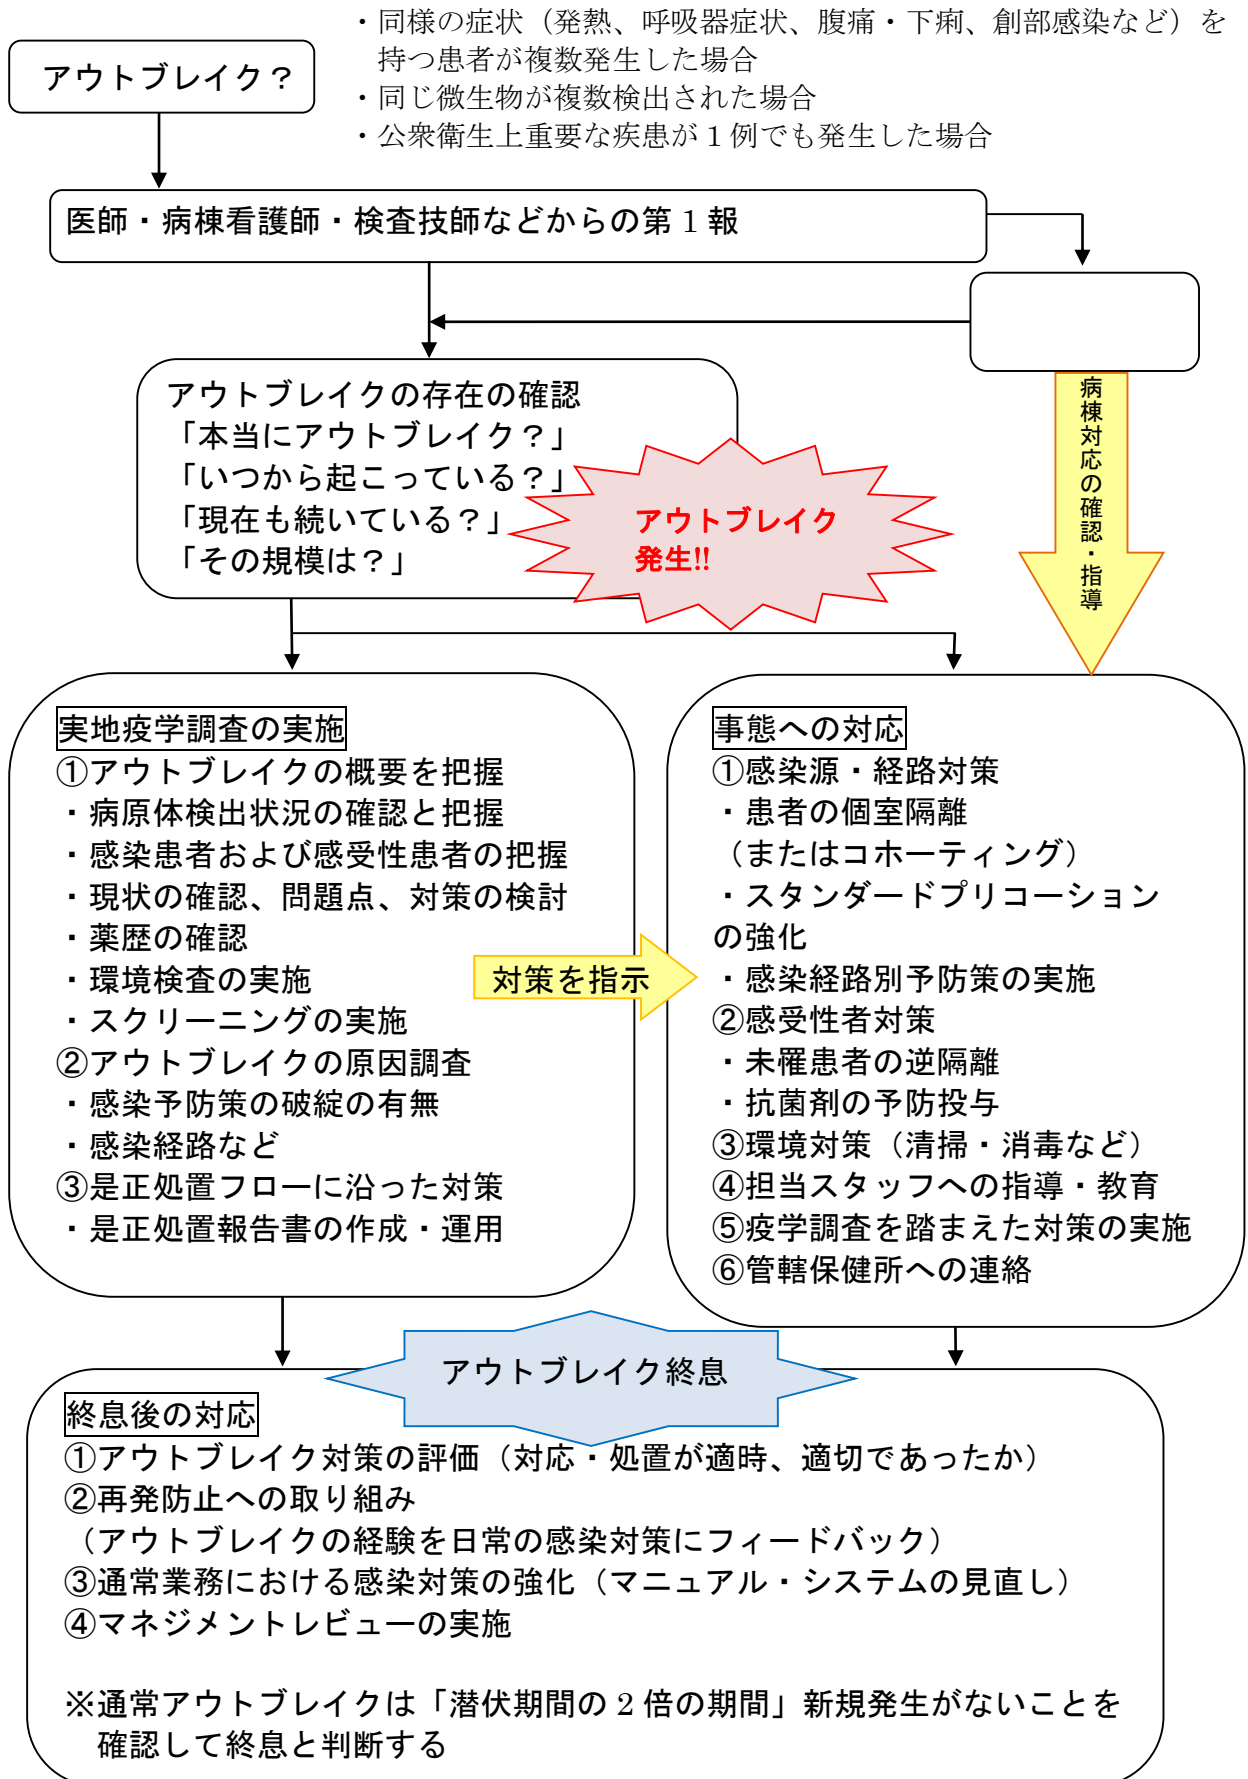 ・同様の症状（発熱、呼吸器症状、腹痛・下痢、創部感染など）を
持つ患者が複数発生した場合
・同じ微生物が複数検出された場合
・公衆衛生上重要な疾患が１例でも発生した場合
アウトブレイク？
医師・病棟看護師・検査技師などからの第１報
アウトブレイクの存在の確認
「本当にアウトブレイク？」
「いつから起こっている？」
「現在も続いている？」
「その規模は？」
アウトブレイク
発生!!
病棟対応の確認・指導
実地疫学調査の実施
①アウトブレイクの概要を把握
・病原体検出状況の確認と把握
・感染患者および感受性患者の把握
・現状の確認、問題点、対策の検討
・薬歴の確認
・環境検査の実施
・スクリーニングの実施
②アウトブレイクの原因調査
・感染予防策の破綻の有無
・感染経路など
③是正処置フローに沿った対策
・是正処置報告書の作成・運用
対策を指示
事態への対応
①感染源・経路対策
・患者の個室隔離
（またはコホーティング）
・スタンダードプリコーション
の強化
・感染経路別予防策の実施
②感受性者対策
・未罹患者の逆隔離
・抗菌剤の予防投与
③環境対策（清掃・消毒など）
④担当スタッフへの指導・教育
⑤疫学調査を踏まえた対策の実施
⑥管轄保健所への連絡
アウトブレイク終息
終息後の対応
①アウトブレイク対策の評価（対応・処置が適時、適切であったか）
②再発防止への取り組み
（アウトブレイクの経験を日常の感染対策にフィードバック）
③通常業務における感染対策の強化（マニュアル・システムの見直し）
④マネジメントレビューの実施
※通常アウトブレイクは「潜伏期間の２倍の期間」新規発生がないことを
確認して終息と判断する